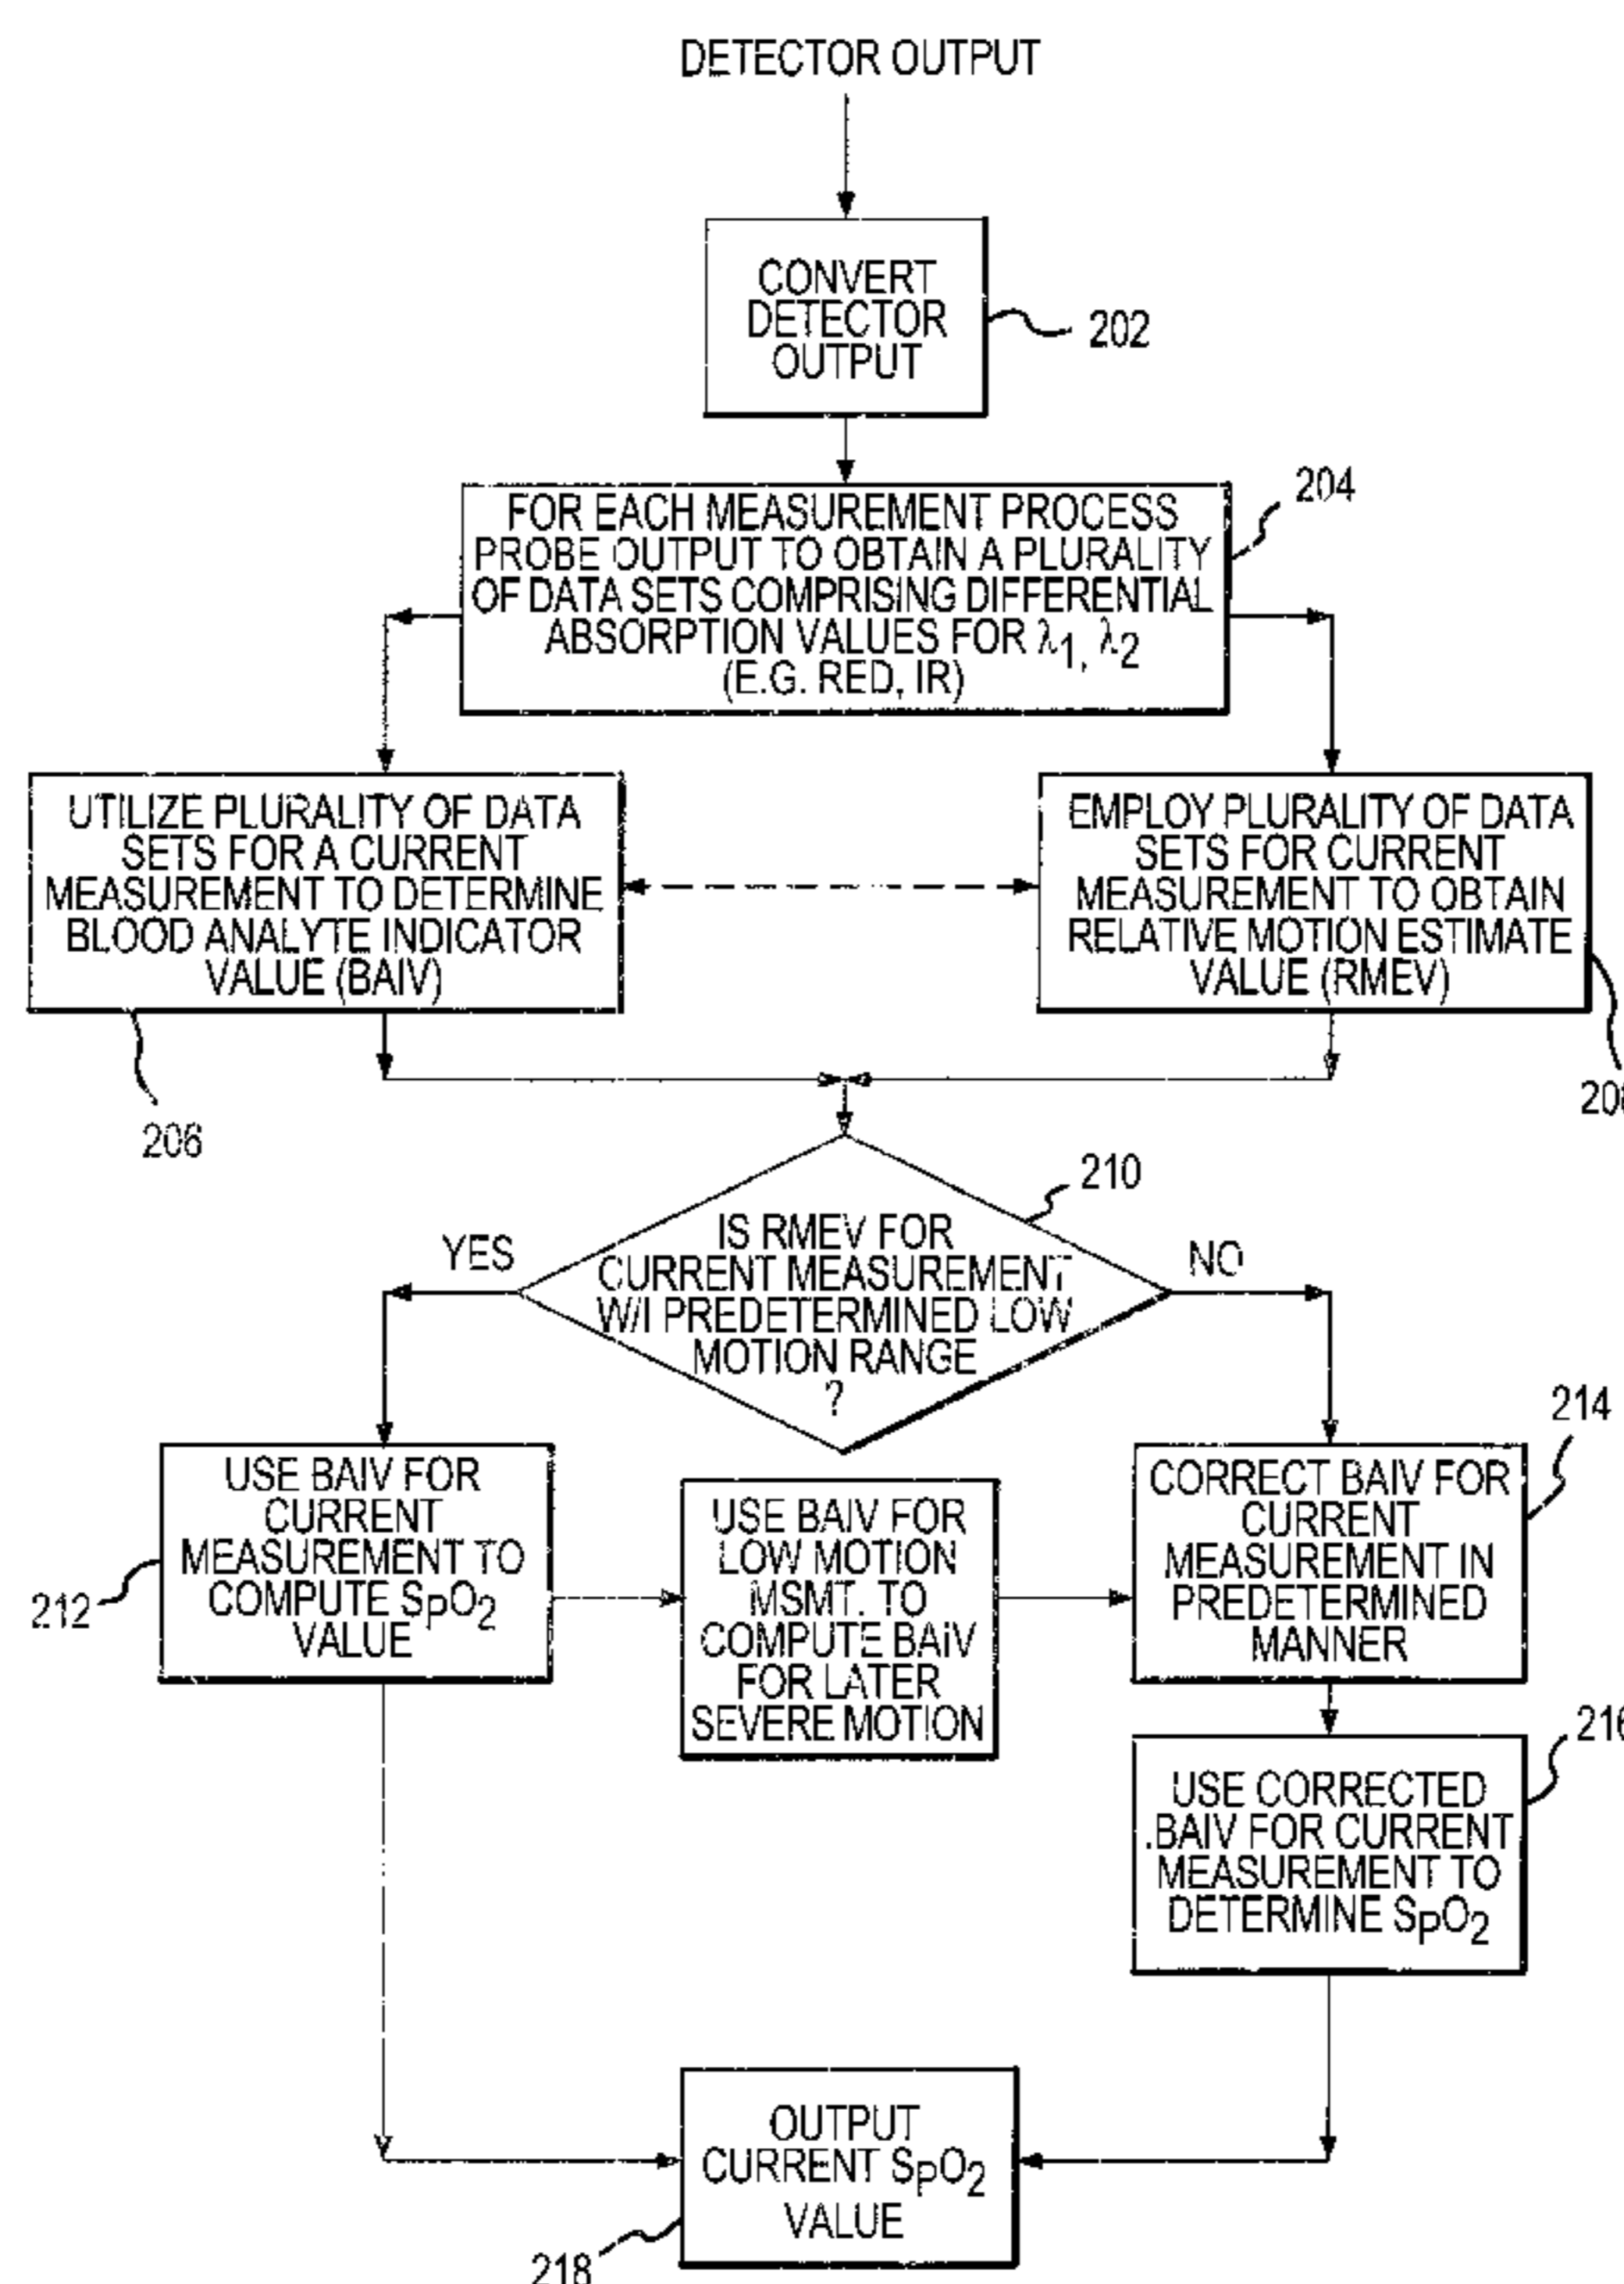 DETECTOR OUTPUT
CONVERT
DETECTOR
OUTPUT
202
FOR EACH MEASUREMENT PROCESS
PROBE OUTPUT TO OBTAIN A PLURALITY
OF DATA SETS COMPRISING DIFFERENTIAL
ABSORPTION VALUES FOR λ1, λ2
(E.G. RED, IR)
204
UTILIZE PLURALITY OF DATA
SETS FOR A CURRENT
MEASUREMENT TO DETERMINE
BLOOD ANALYTE INDICATOR
VALUE (BAIV)
206
EMPLOY PLURALITY OF DATA
SETS FOR CURRENT
MEASUREMENT TO OBTAIN
RELATIVE MOTION ESTIMATE
VALUE (RMEV)
IS RMEV FOR
CURRENT MEASUREMENT
W/I PREDETERMINED LOW
MOTION RANGE
?
210
YES
NO
USE BAIV FOR
CURRENT
MEASUREMENT TO
COMPUTE SPO2
VALUE
212
USE BAIV FOR
LOW MOTION
MSMT. TO
COMPUTE BAiV
FOR LATER
SEVERE MOTION
CORRECT BAIV FOR
CURRENT
MEASUREMENT IN
PREDETERMINED
MANNER
214
USE CORRECTED
.BAIV FOR CURRENT
MEASUREMENT TO
DETERMINE SPO2
216
OUTPUT
CURRENT SPO2
VALUE
218